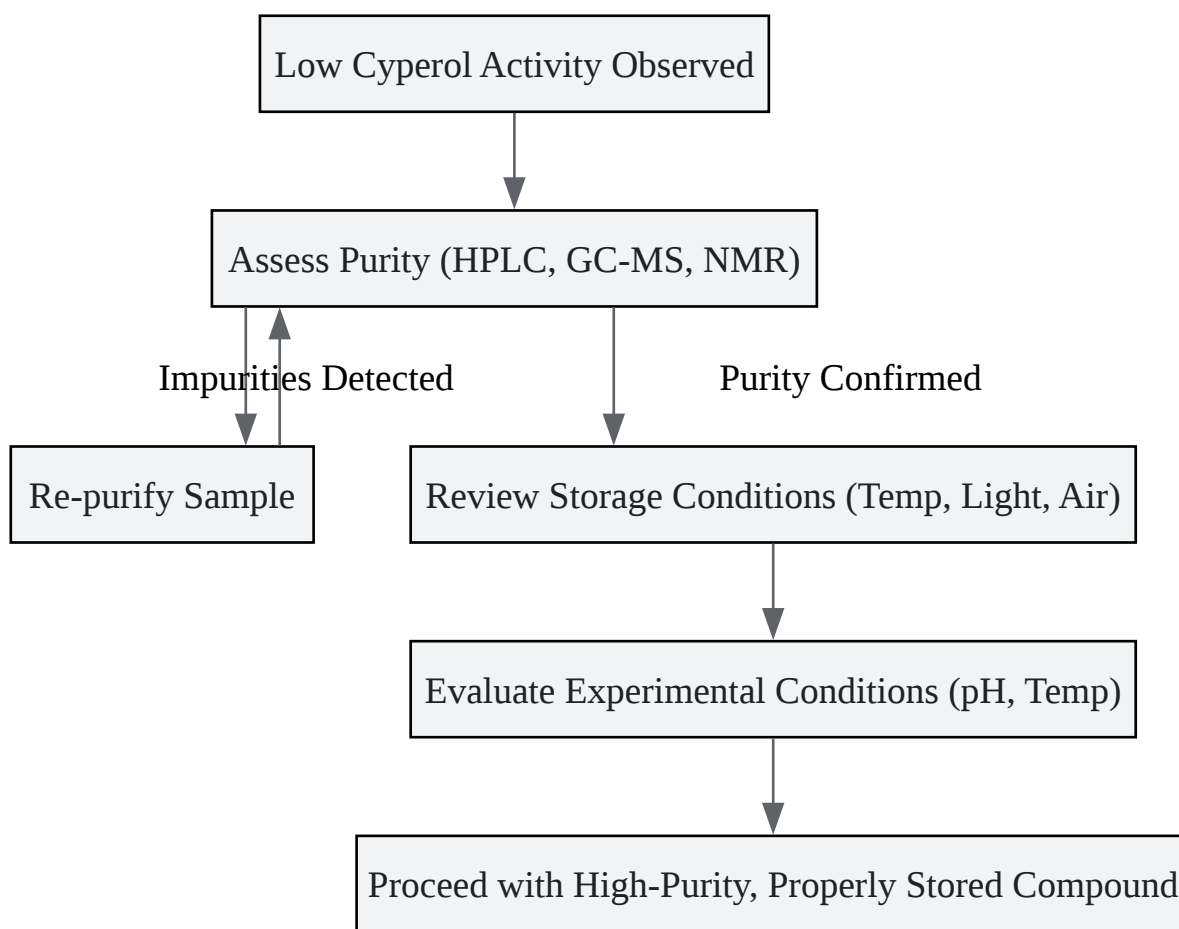 Low Cyperol Activity Observed
Assess Purity (HPLC, GC-MS, NMR)
Impurities Detected
Purity Confirmed
Re-purify Sample
Review Storage Conditions (Temp, Light, Air)
Evaluate Experimental Conditions (pH, Temp)
Proceed with High-Purity, Properly Stored Compound